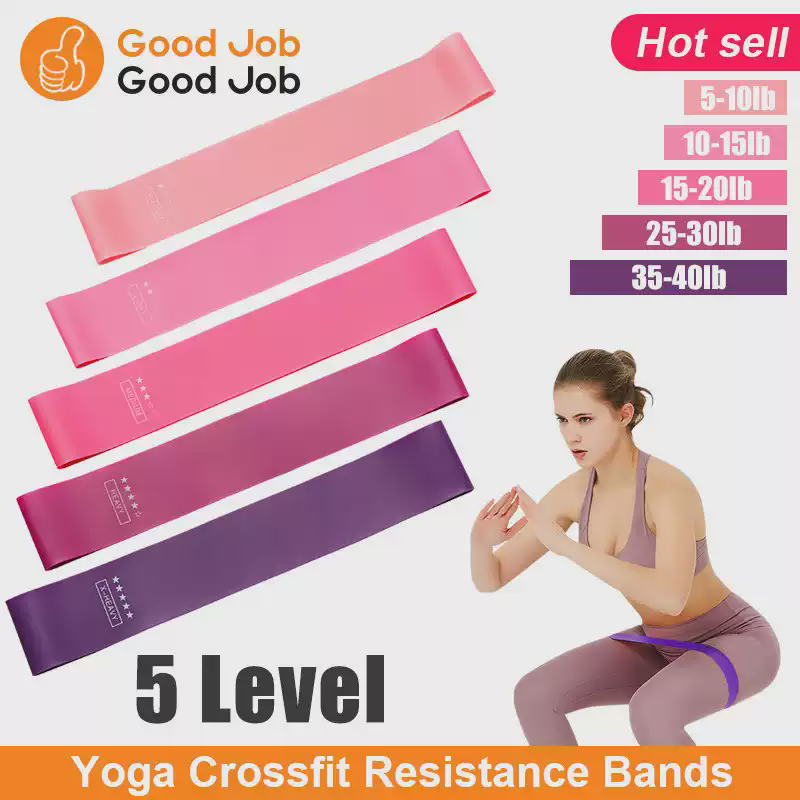 Good Job
Good Job
Hot sell
5-10lb
10-15lb
15-20lb
25-30lb
35-40lb
MEDIUM
HEAVY
X-HEAVY
5 Level
Yoga Crossfit Resistance Bands